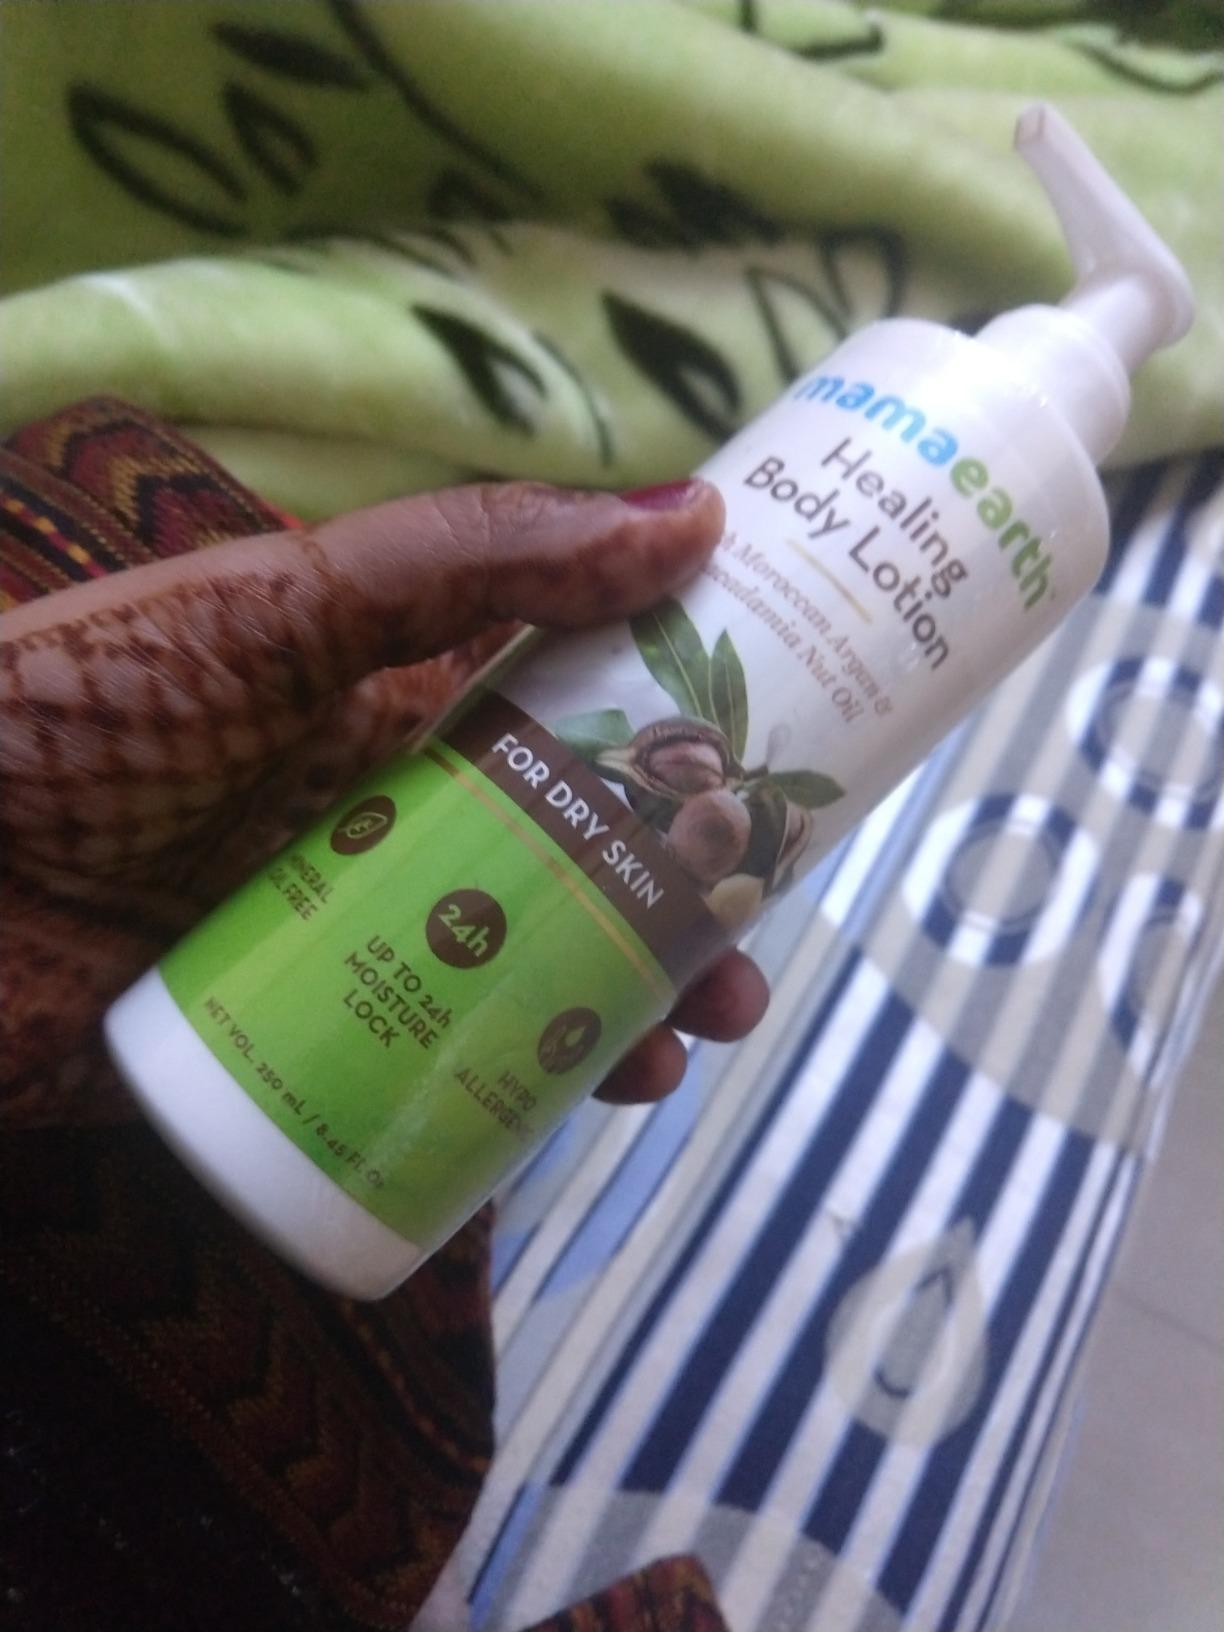 mamaearth
Healing
Body Lotion
Moroccan Argan &
Macadamia Nut Oil
FOR DRY SKIN
MINERAL
OIL FREE
24h
UP TO 24h
MOISTURE
LOCK
HYPO
ALLERGENIC
NET VOL. 250 mL / 8.45 Fl. Oz